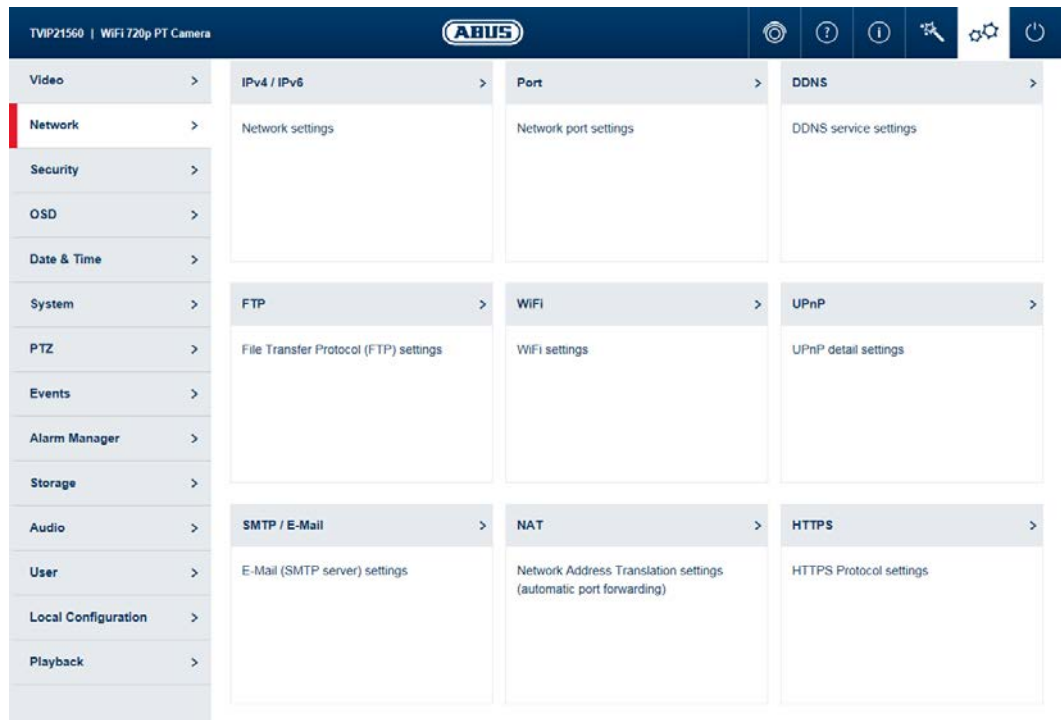 TVIP21560 | WiFi 720p PT Camera
ABUS
Video
Network
Security
OSD
Date & Time
System
PTZ
Events
Alarm Manager
Storage
Audio
User
Local Configuration
Playback
IPv4 / IPv6
Network settings
Port
Network port settings
DDNS
DDNS service settings
FTP
File Transfer Protocol (FTP) settings
WiFi
WiFi settings
UPnP
UPnP detail settings
SMTP / E-Mail
E-Mail (SMTP server) settings
NAT
Network Address Translation settings
(automatic port forwarding)
HTTPS
HTTPS Protocol settings